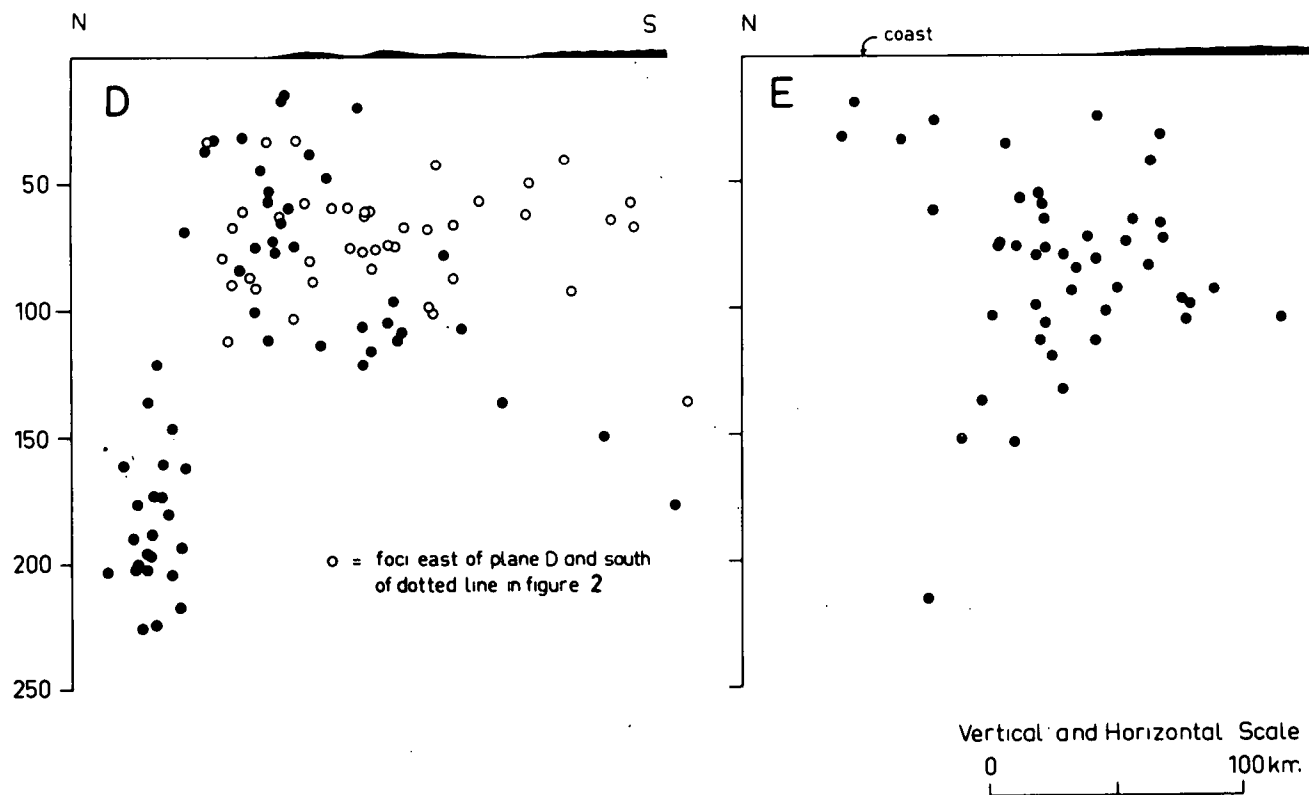 N
S
N
coast
D
E
50
100
150
200
250
o = foci east of plane D and south
of dotted line in figure 2
Vertical and Horizontal Scale
0
100 km.